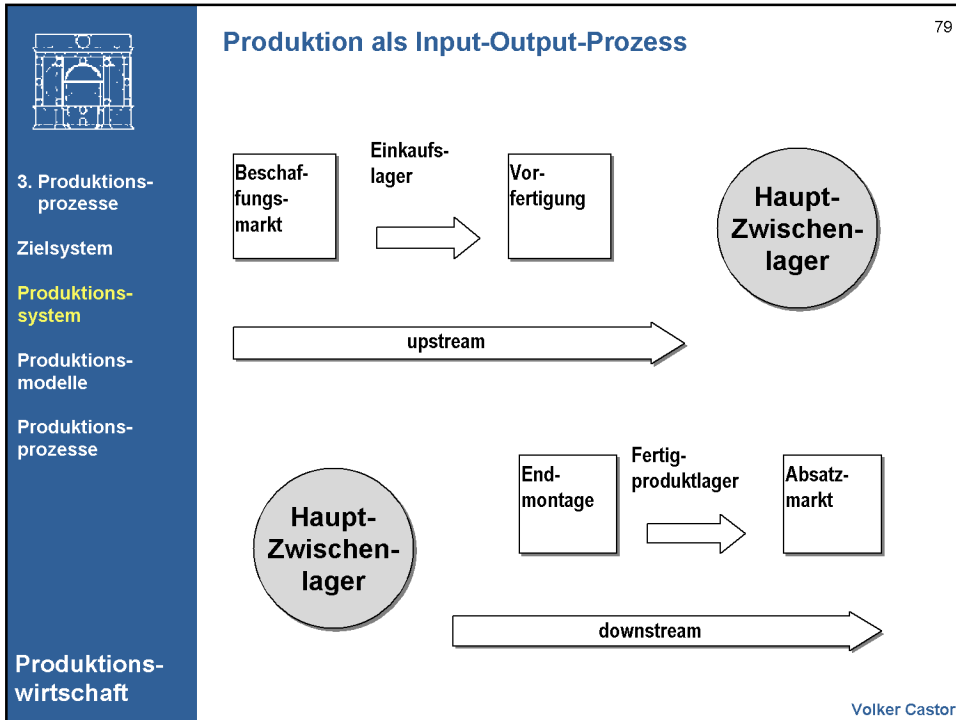 Produktion als Input-Output-Prozess
79
3. Produktions-
prozesse
Zielsystem
Produktions-
system
Produktions-
modelle
Produktions-
prozesse
Produktions-
wirtschaft
Beschaf-
fungs-
markt
Einkaufs-
lager
Vor-
fertigung
Haupt-
Zwischen-
lager
upstream
Haupt-
Zwischen-
lager
End-
montage
Fertig-
produktlager
Absatz-
markt
downstream
Volker Castor